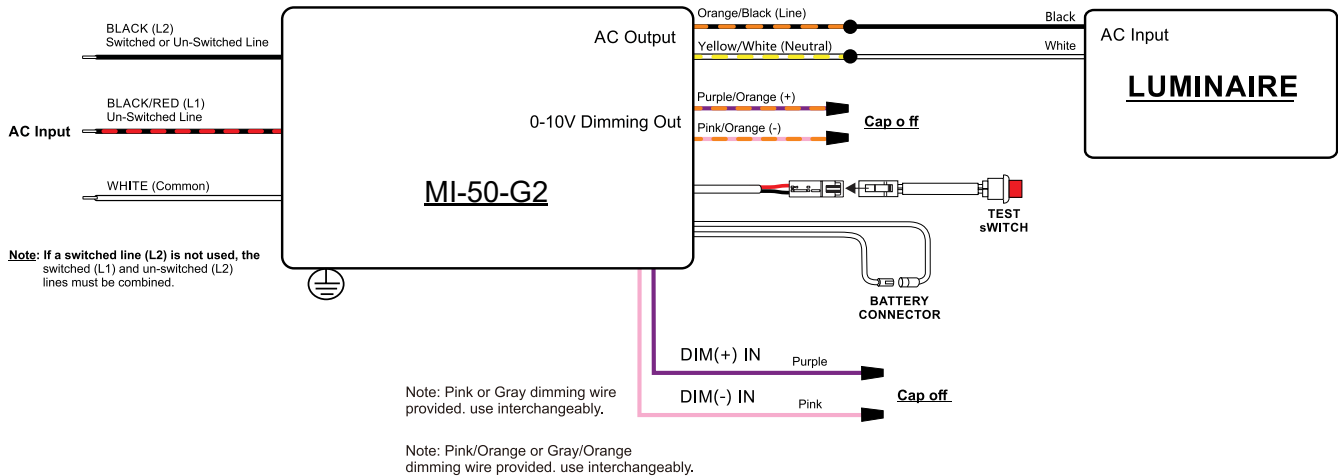 BLACK (L2)
Switched or Un-Switched Line
BLACK/RED (L1)
Un-Switched Line
AC Input
WHITE (Common)
Note: If a switched line (L2) is not used, the
switched (L1) and un-switched (L2)
lines must be combined.
AC Output
0-10V Dimming Out
MI-50-G2
Orange/Black (Line)
Yellow/White (Neutral)
Purple/Orange (+)
Pink/Orange (-)
Cap o ff
Black
White
AC Input
LUMINAIRE
TEST
sWITCH
BATTERY
CONNECTOR
DIM(+) IN
Purple
DIM(-) IN
Pink
Cap off
Note: Pink or Gray dimming wire
provided. use interchangeably.
Note: Pink/Orange or Gray/Orange
dimming wire provided. use interchangeably.